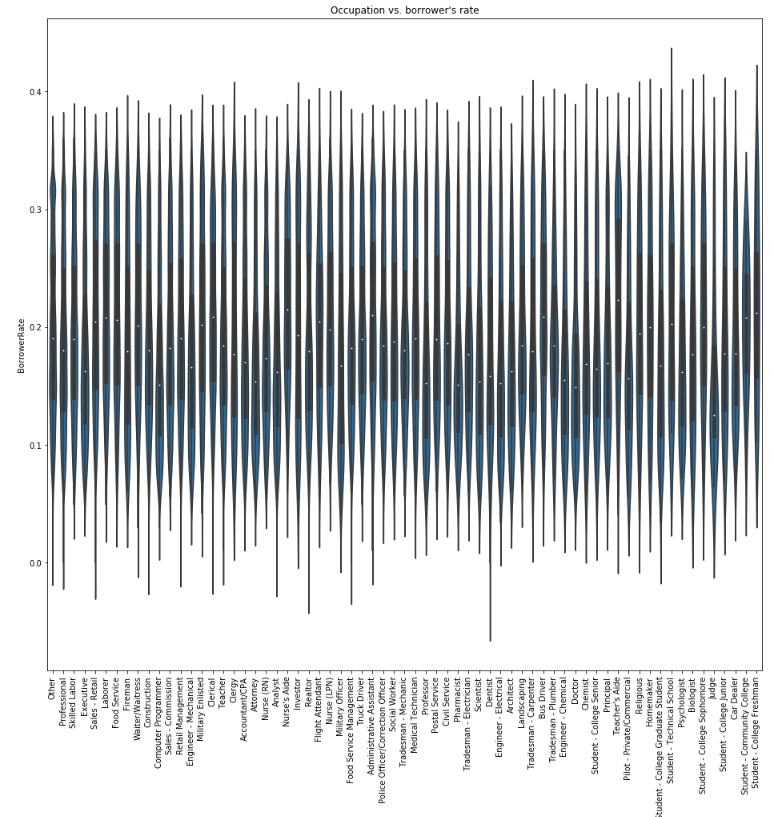 Occupation vs. borrower's rate
BorrowerRate
0.4
0.3
0.2
0.1
0.0
Other
Professional
Skilled Labor
Executive
Sales - Retail
Laborer
Food Service
Fireman
Waiter/Waitress
Construction
Computer Programmer
Sales - Commission
Retail Management
Engineer - Mechanical
Military Enlisted
Clerical
Teacher
Clergy
Accountant/CPA
Attorney
Nurse (RN)
Analyst
Nurse's Aide
Investor
Realtor
Flight Attendant
Nurse (LPN)
Military Officer
Food Service Management
Truck Driver
Administrative Assistant
Police Officer/Correction Officer
Social Worker
Tradesman - Mechanic
Medical Technician
Professor
Postal Service
Civil Service
Pharmacist
Tradesman - Electrician
Scientist
Dentist
Engineer - Electrical
Architect
Landscaping
Tradesman - Carpenter
Bus Driver
Tradesman - Plumber
Engineer - Chemical
Doctor
Chemist
Student - College Senior
Principal
Teacher's Aide
Pilot - Private/Commercial
Religious
Homemaker
Student - College Graduate Student
Student - Technical School
Psychologist
Biologist
Student - College Sophomore
Judge
Student - College Junior
Car Dealer
Student - Community College
Student - College Freshman